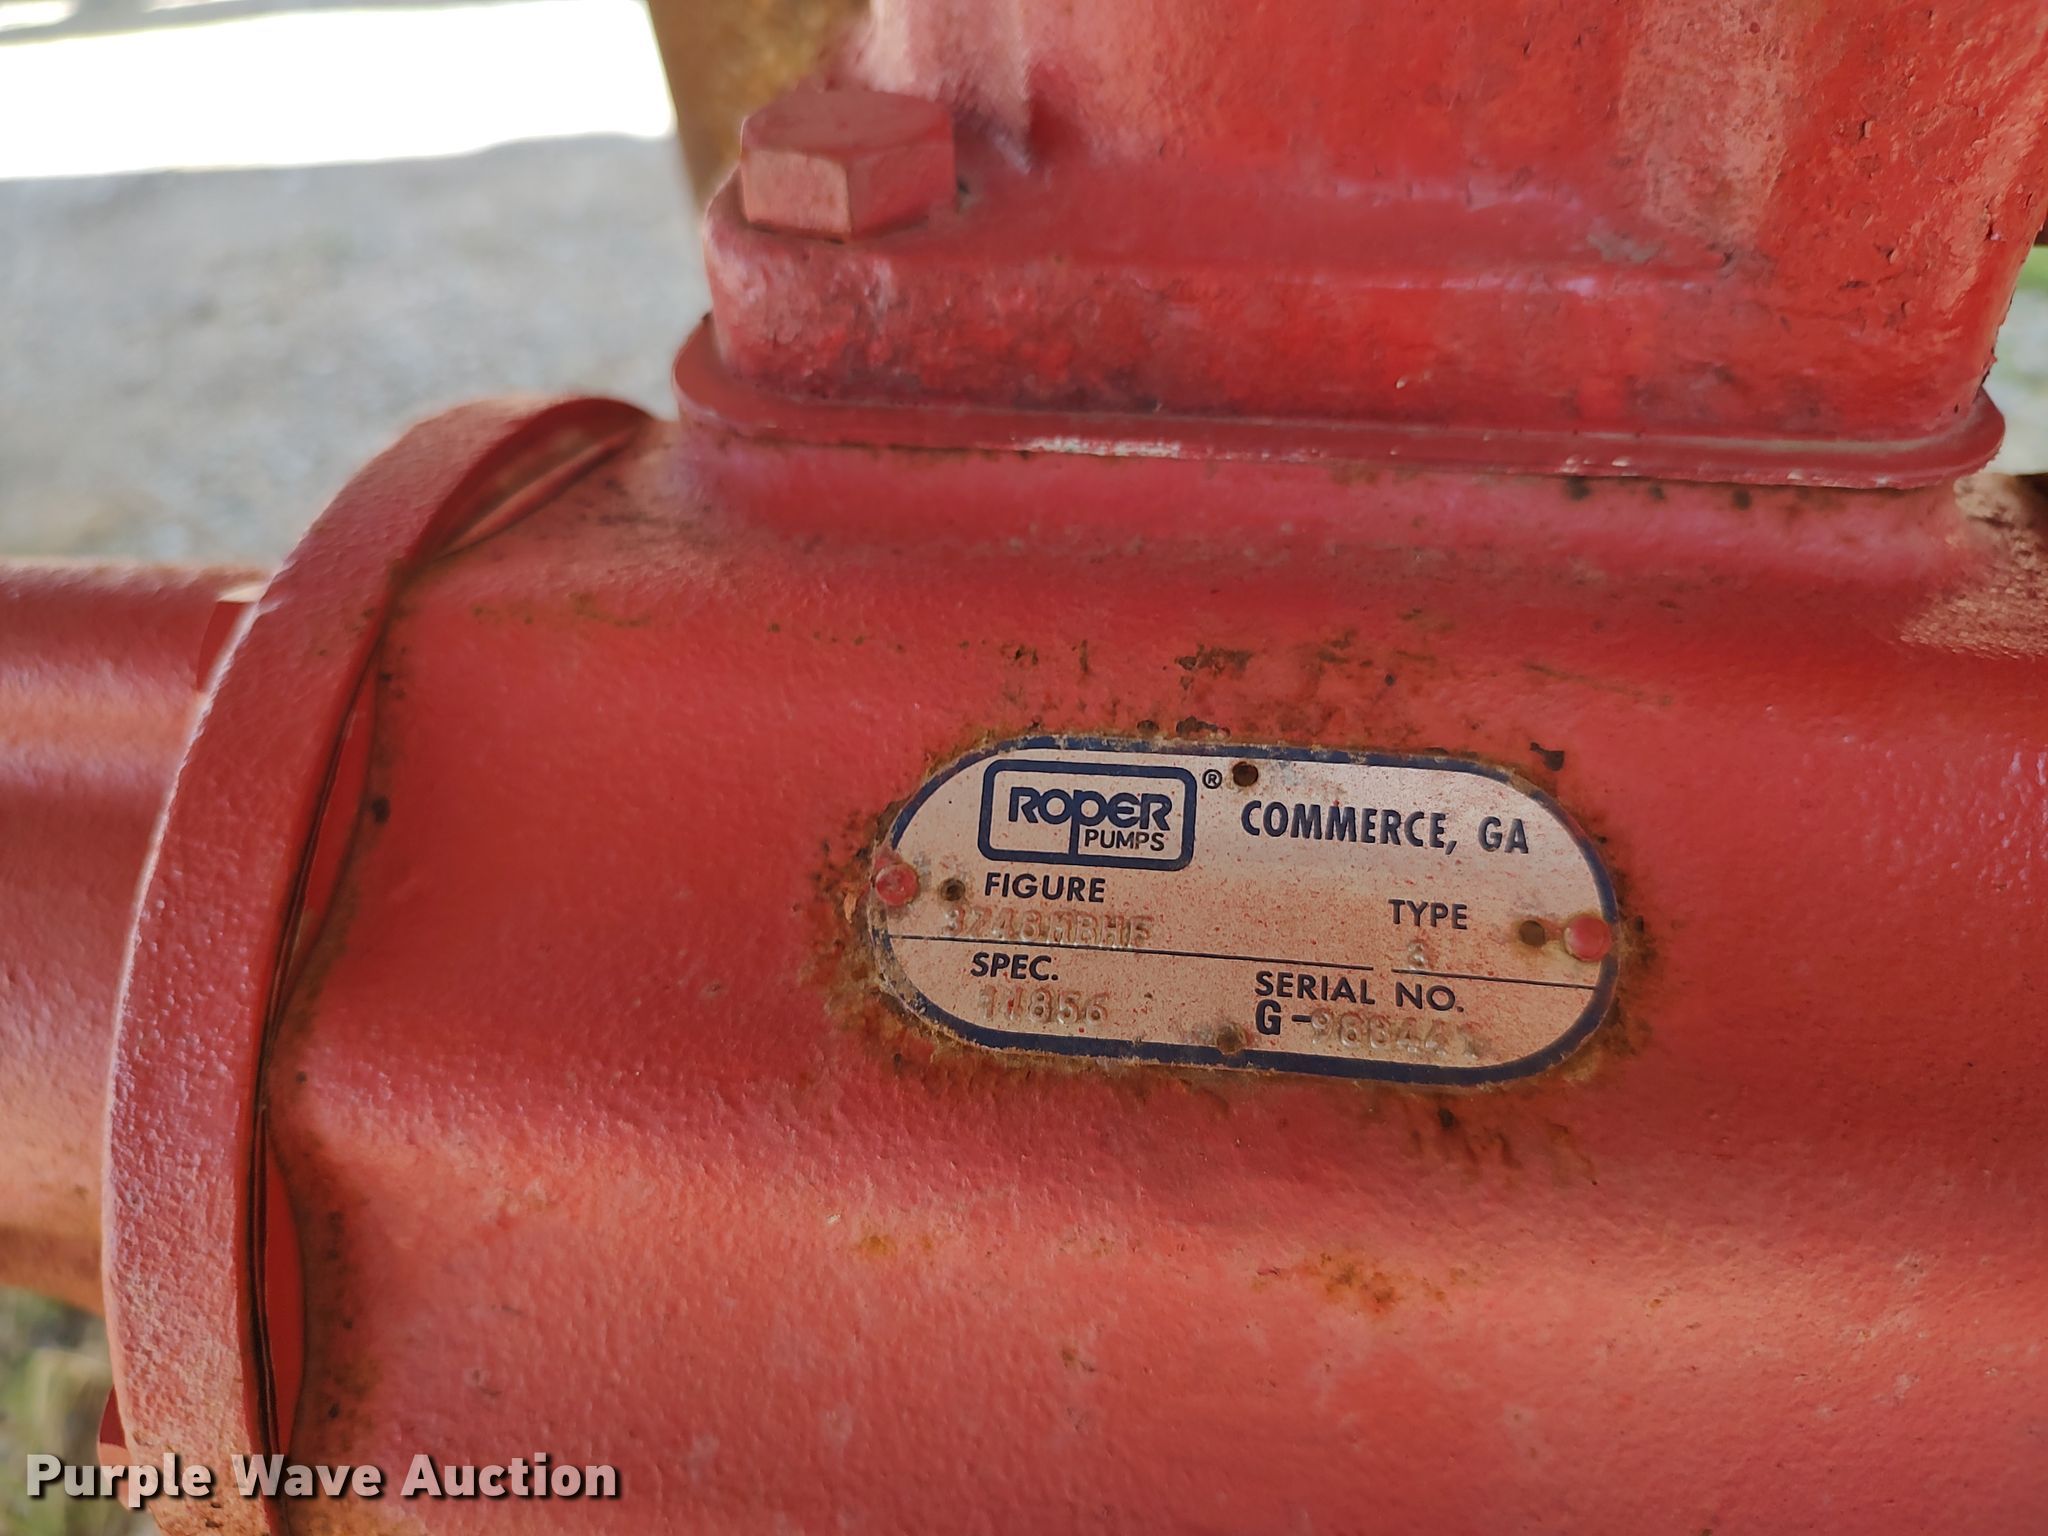 ROPER
PUMPS
®
COMMERCE, GA
FIGURE
TYPE
SPEC.
11856
SERIAL NO.
G-
Purple Wave Auction